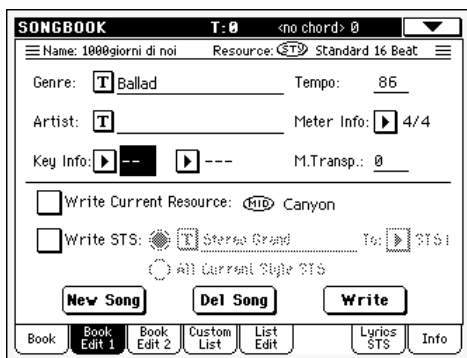 SONGBOOK T:0 <no chord> 0
Name: 1000giorni di noi Resource: STY Standard 16 Beat
Genre: T Ballad Tempo: 86
Artist: T Meter Info: 4/4
Key Info: -- --- M.Transp.: 0
Write Current Resource: MID Canyon
Write STS: T Stereo Grand To: STS1
All Current Style STS
New Song Del Song Write
Book Book Edit 1 Book Edit 2 Custom List List Edit Lyrics STS Info